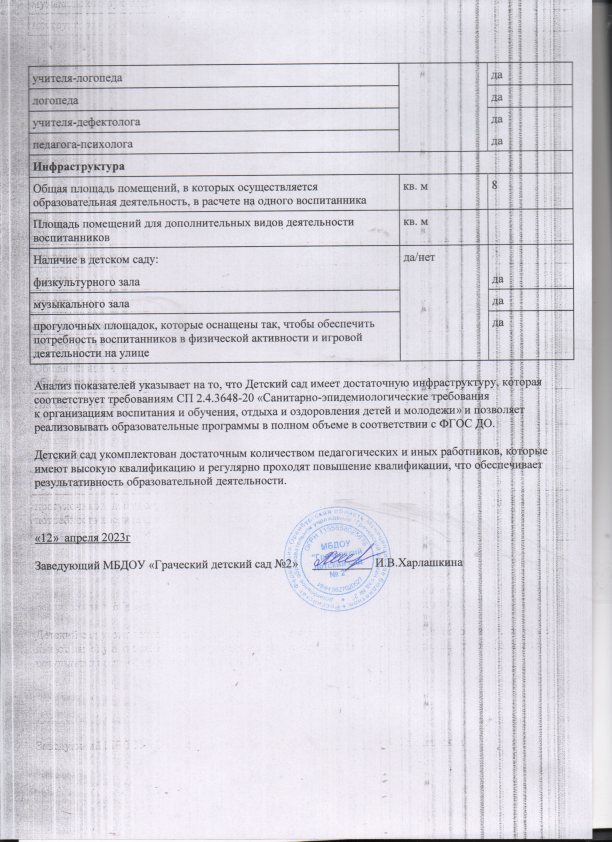 учителя-логопеда да
логопеда да
учителя-дефектолога да
педагога-психолога да
Инфраструктура
Общая площадь помещений, в которых осуществляется кв. м 8
образовательная деятельность, в расчете на одного воспитанника
Площадь помещений для дополнительных видов деятельности кв. м
воспитанников
Наличие в детском саду: да/нет
физкультурного зала да
музыкального зала да
прогулочных площадок, которые оснащены так, чтобы обеспечить да
потребность воспитанников в физической активности и игровой
деятельности на улице
Анализ показателей указывает на то, что Детский сад имеет достаточную инфраструктуру, которая
соответствует требованиям СП 2.4.3648-20 «Санитарно-эпидемиологические требования
к организациям воспитания и обучения, отдыха и оздоровления детей и молодежи» и позволяет
реализовывать образовательные программы в полном объеме в соответствии с ФГОС ДО.
Детский сад укомплектован достаточным количеством педагогических и иных работников, которые
имеют высокую квалификацию и регулярно проходят повышение квалификации, что обеспечивает
результативность образовательной деятельности.
«12» апреля 2023г
Заведующий МБДОУ «Грачевский детский сад №2» И.В.Харлашкина
МБДОУ
№ 2